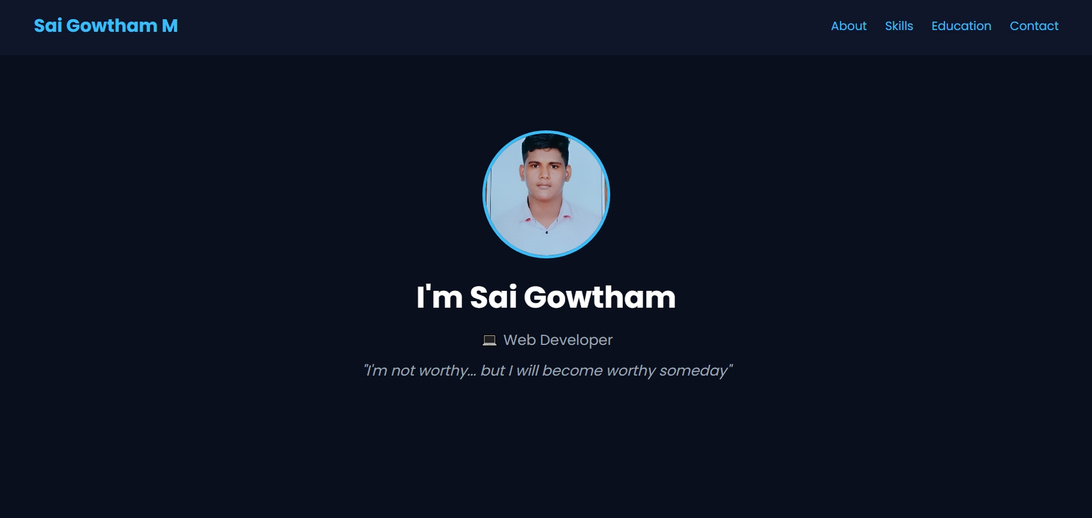 Sai Gowtham M
About Skills Education Contact
I'm Sai Gowtham
💻 Web Developer
"I'm not worthy... but I will become worthy someday"